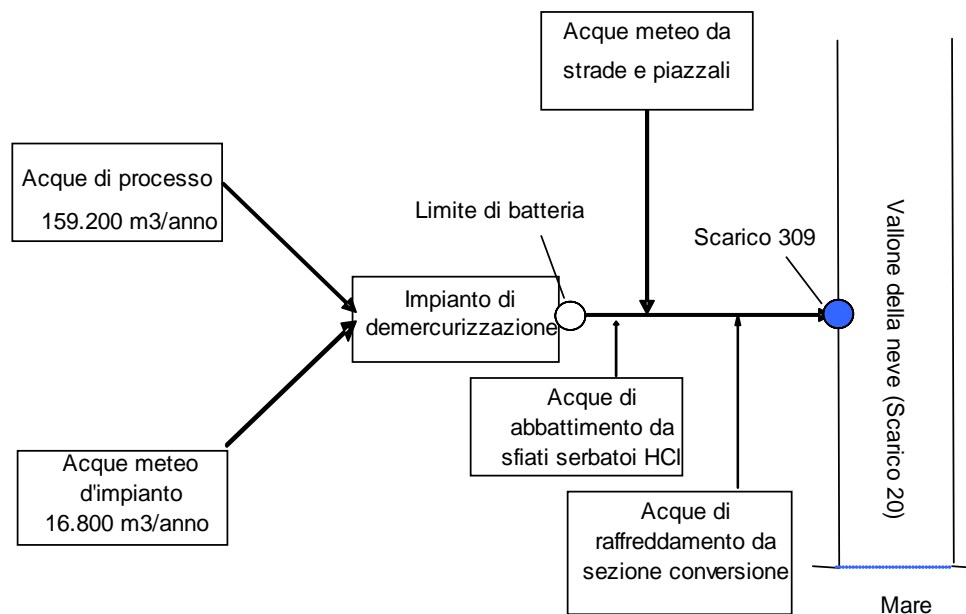 Acque meteo da
strade e piazzali
Acque di processo
159.200 m3/anno
Limite di batteria
Scarico 309
Vallone della neve (Scarico 20)
Impianto di
demercurizzazione
Acque di
abbattimento da
sfiati serbatoi HCl
Acque meteo
d'impianto
16.800 m3/anno
Acque di
raffreddamento da
sezione conversione
Mare